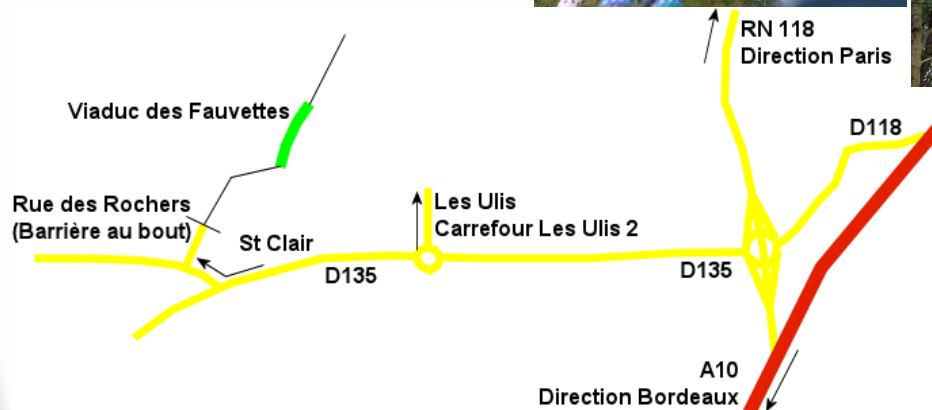 RN 118
Direction Paris
Viaduc des Fauvettes
D118
Rue des Rochers
(Barrière au bout)
Les Ulis
Carrefour Les Ulis 2
St Clair
D135
D135
A10
Direction Bordeaux